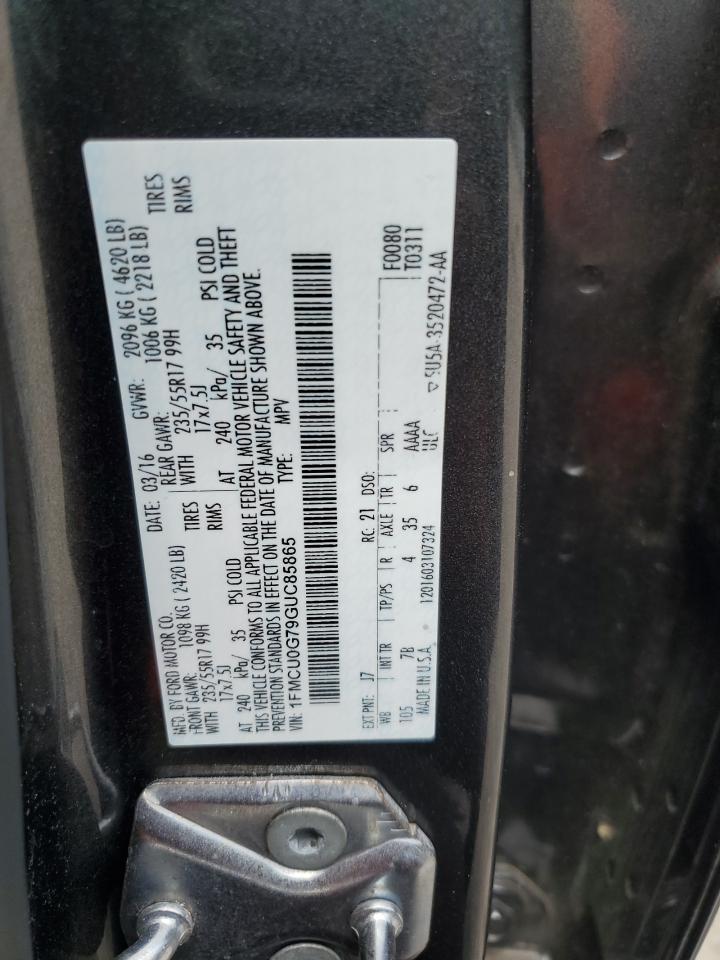 MFD. BY FORD MOTOR CO. DATE: 03/16 GVWR: 2096 KG ( 4620 LB)
FRONT GAWR: 1098 KG ( 2420 LB) REAR GAWR: 1006 KG ( 2218 LB)
WITH 235/55R17 99H TIRES WITH 235/55R17 99H TIRES
17x7.5J RIMS 17x7.5J RIMS
AT 240 kPa/ 35 PSI COLD AT 240 kPa/ 35 PSI COLD
THIS VEHICLE CONFORMS TO ALL APPLICABLE FEDERAL MOTOR VEHICLE SAFETY AND THEFT
PREVENTION STANDARDS IN EFFECT ON THE DATE OF MANUFACTURE SHOWN ABOVE.
VIN: 1FMCU0G79GUC85865 TYPE: MPV
EXT PNT: J7 RC: 21 DSO: F0080
WB INT TR TP/PS R AXLE TR SPR T0311
105 7B 4 35 6 AAAA
ULC
MADE IN U.S.A. 1201603107324 5U5A-3520472-AA